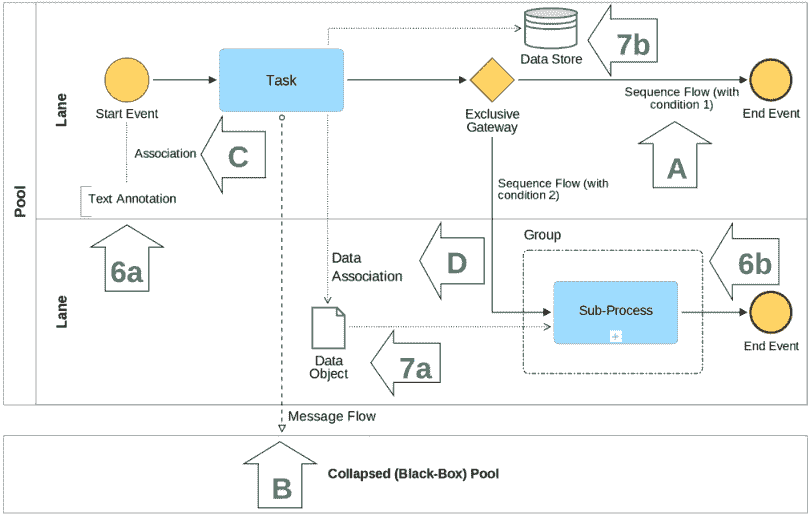 Pool
Lane
Start Event
Task
Data Store
7b
Exclusive
Gateway
Sequence Flow (with
condition 1)
End Event
Association
C
A
Text Annotation
Sequence Flow (with
condition 2)
6a
Lane
Data
Association
D
Group
6b
Sub-Process
End Event
Data
Object
7a
Message Flow
B
Collapsed (Black-Box) Pool